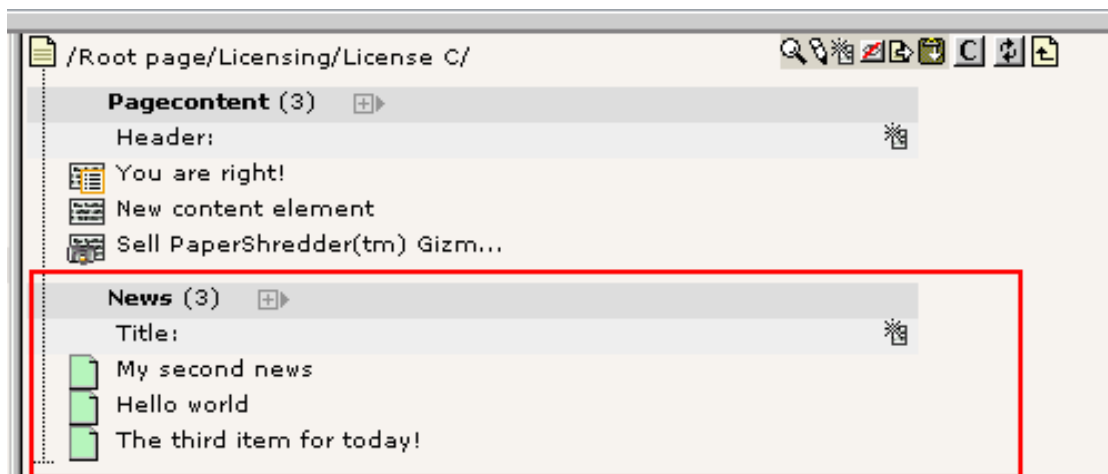 /Root page/Licensing/License C/
C
Pagecontent (3)
Header:
You are right!
New content element
Sell PaperShredder(tm) Gizm...
News (3)
Title:
My second news
Hello world
The third item for today!